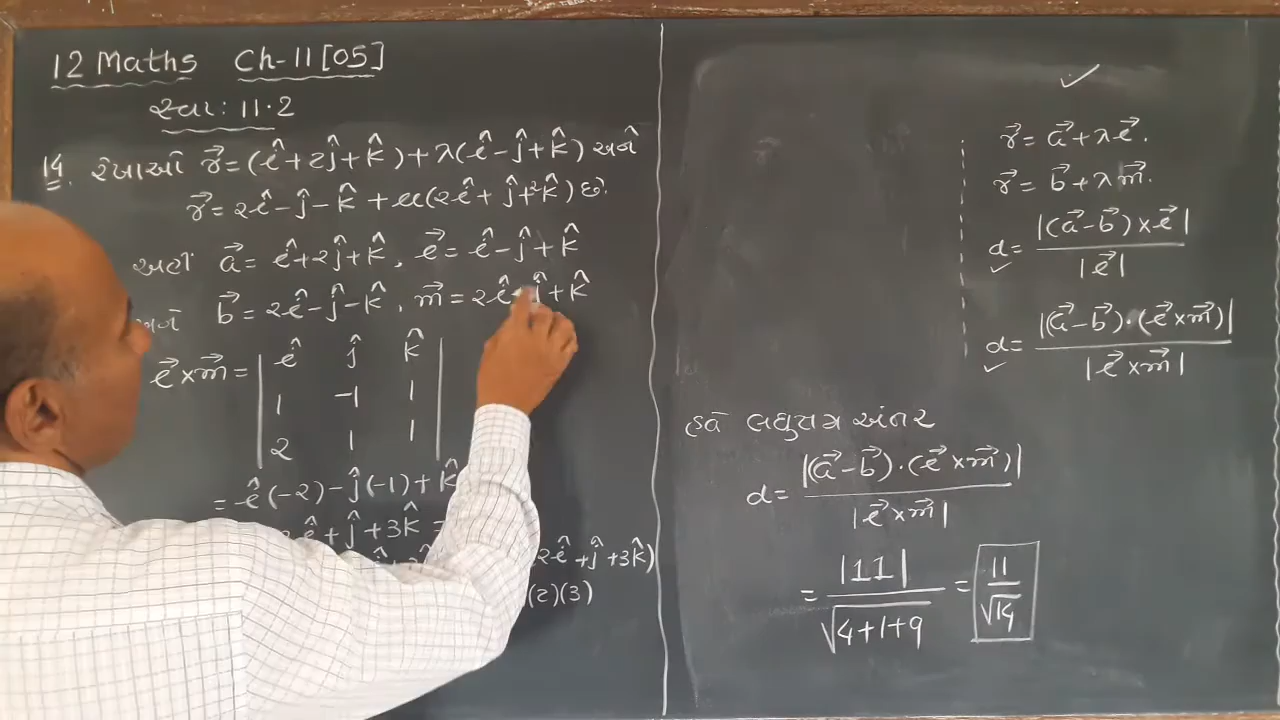 12 Maths Ch-11 [05]
સ્વા: 11.2
14. રેખાઓ r⃗ = (î+2ĵ+k̂) + λ(î-ĵ+k̂) અને
r⃗ = 2î-ĵ-k̂ + μ(2î+ĵ+2k̂) છે.
અહીં a⃗ = î+2ĵ+k̂, l⃗ = î-ĵ+k̂
અને b⃗ = 2î-ĵ-k̂, m⃗ = 2î ĵ+k̂
l⃗ x m⃗ = | î ĵ k̂ |
| 1 -1 1 |
| 2 1 1 |
= î(-2) - ĵ(-1) + k̂
î + ĵ + 3k̂ =
2î + ĵ + 3k̂)
(2)(3)
✓
r⃗ = a⃗ + λl⃗.
r⃗ = b⃗ + λm⃗.
d = |(a⃗-b⃗) x l⃗| / |l⃗|
✓
d = |(a⃗-b⃗)·(l⃗ x m⃗)| / |l⃗ x m⃗|
✓
હવે લઘુત્તમ અંતર
d = |(a⃗-b⃗)·(l⃗ x m⃗)| / |l⃗ x m⃗|
= |11| / √4+1+9 = 11 / √14